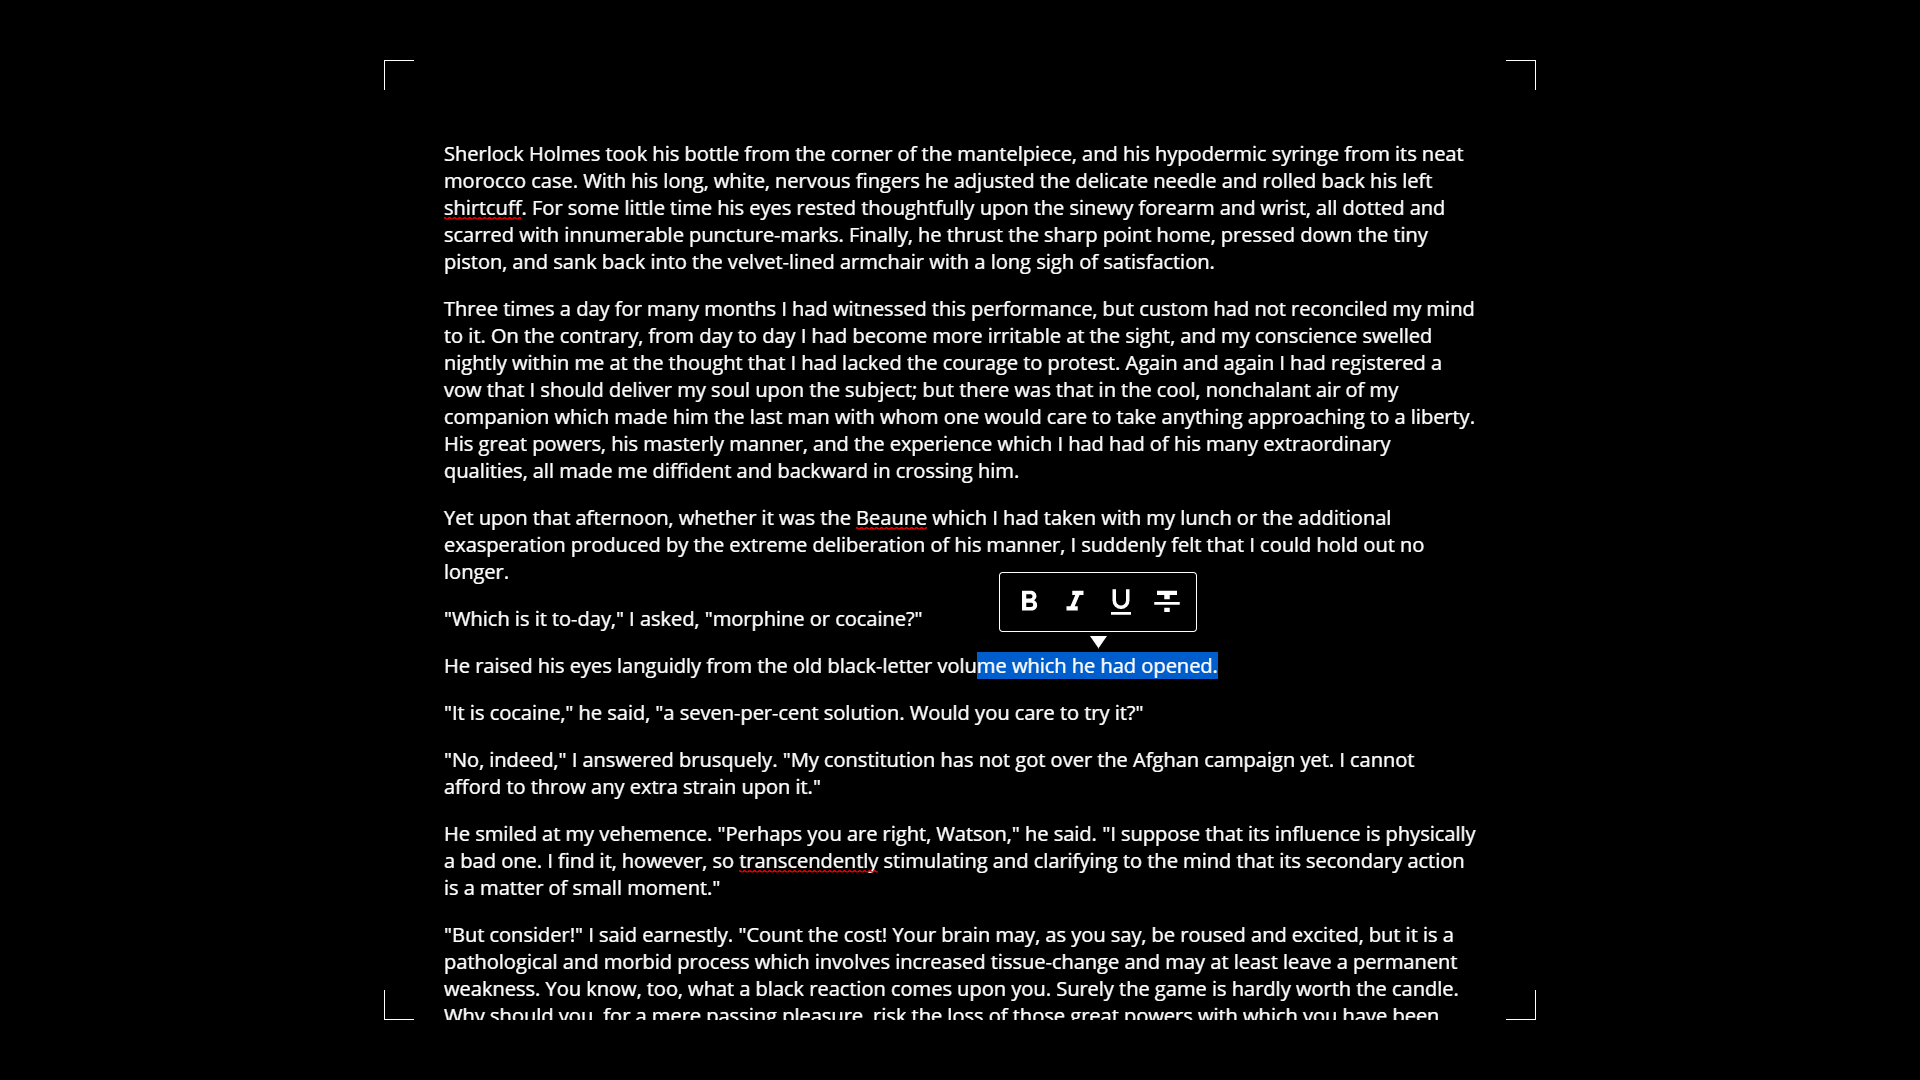 Sherlock Holmes took his bottle from the corner of the mantelpiece, and his hypodermic syringe from its neat
morocco case. With his long, white, nervous fingers he adjusted the delicate needle and rolled back his left
shirtcuff. For some little time his eyes rested thoughtfully upon the sinewy forearm and wrist, all dotted and
scarred with innumerable puncture-marks. Finally, he thrust the sharp point home, pressed down the tiny
piston, and sank back into the velvet-lined armchair with a long sigh of satisfaction.
Three times a day for many months I had witnessed this performance, but custom had not reconciled my mind
to it. On the contrary, from day to day I had become more irritable at the sight, and my conscience swelled
nightly within me at the thought that I had lacked the courage to protest. Again and again I had registered a
vow that I should deliver my soul upon the subject; but there was that in the cool, nonchalant air of my
companion which made him the last man with whom one would care to take anything approaching to a liberty.
His great powers, his masterly manner, and the experience which I had had of his many extraordinary
qualities, all made me diffident and backward in crossing him.
Yet upon that afternoon, whether it was the Beaune which I had taken with my lunch or the additional
exasperation produced by the extreme deliberation of his manner, I suddenly felt that I could hold out no
longer.
B I U T
"Which is it to-day," I asked, "morphine or cocaine?"
He raised his eyes languidly from the old black-letter volume which he had opened.
"It is cocaine," he said, "a seven-per-cent solution. Would you care to try it?"
"No, indeed," I answered brusquely. "My constitution has not got over the Afghan campaign yet. I cannot
afford to throw any extra strain upon it."
He smiled at my vehemence. "Perhaps you are right, Watson," he said. "I suppose that its influence is physically
a bad one. I find it, however, so transcendently stimulating and clarifying to the mind that its secondary action
is a matter of small moment."
"But consider!" I said earnestly. "Count the cost! Your brain may, as you say, be roused and excited, but it is a
pathological and morbid process which involves increased tissue-change and may at least leave a permanent
weakness. You know, too, what a black reaction comes upon you. Surely the game is hardly worth the candle.
Why should you, for a mere passing pleasure, risk the loss of those great powers with which you have been